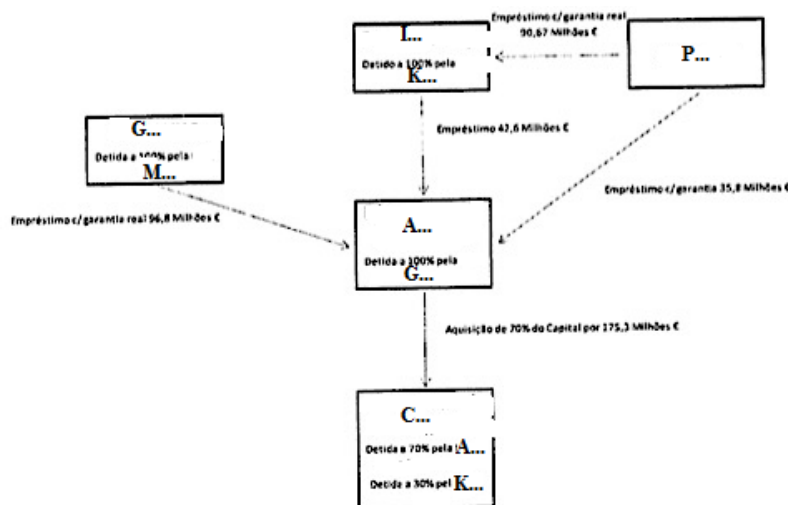 Empréstimo c/garantia real
90,67 Milhões €
I...
Detido a 100% pela
K...
P...
Empréstimo 42,6 Milhões €
G...
Detida a 100% pela
M...
Empréstimo c/garantia 35,8 Milhões €
Empréstimo c/garantia real 96,8 Milhões €
A...
Detida a 100% pela
G...
Aquisição de 70% do Capital por 175,3 Milhões €
C...
Detida a 70% pela A...
Detida a 30% pel K...